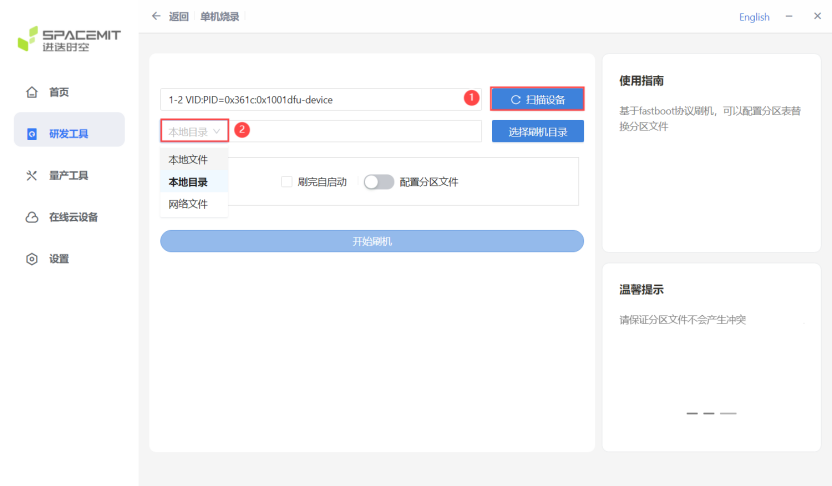 SPACEMIT
进迭时空
首页
研发工具
量产工具
在线云设备
设置
返回 单机烧录
English
1-2 VID:PID=0x361c:0x1001dfu-device
1
扫描设备
本地目录
2
选择刷机目录
本地文件
本地目录
网络文件
刷完自启动
配置分区文件
开始刷机
使用指南
基于fastboot协议刷机，可以配置分区表替
换分区文件
温馨提示
请保证分区文件不会产生冲突